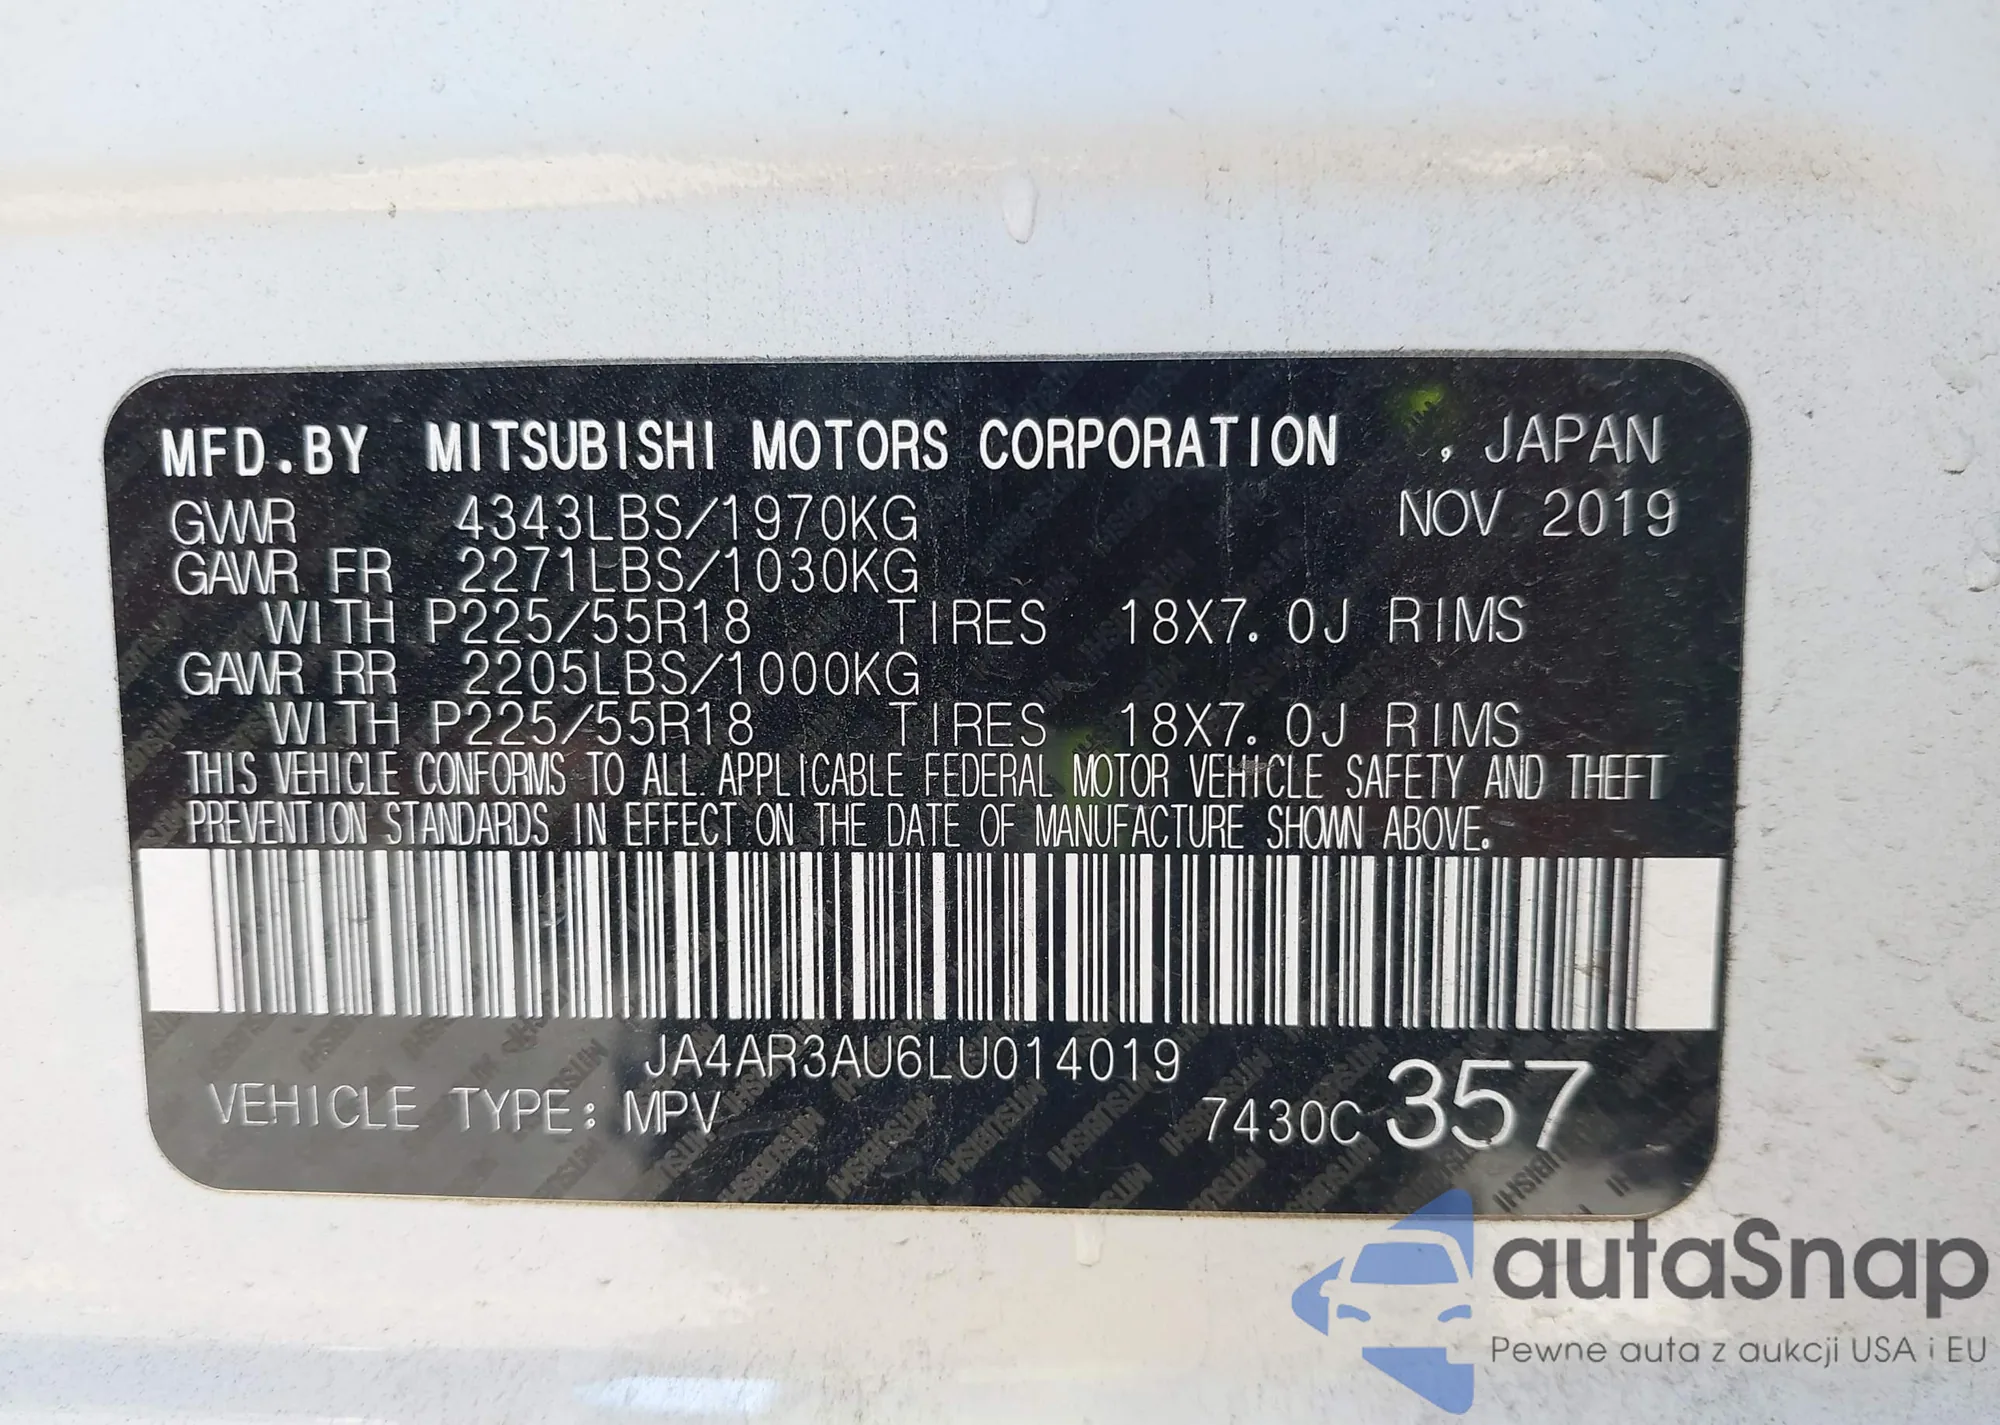 MFD.BY MITSUBISHI MOTORS CORPORATION , JAPAN
GVWR 4343LBS/1970KG NOV 2019
GAWR FR 2271LBS/1030KG
WITH P225/55R18 TIRES 18X7.0J RIMS
GAWR RR 2205LBS/1000KG
WITH P225/55R18 TIRES 18X7.0J RIMS
THIS VEHICLE CONFORMS TO ALL APPLICABLE FEDERAL MOTOR VEHICLE SAFETY AND THEFT
PREVENTION STANDARDS IN EFFECT ON THE DATE OF MANUFACTURE SHOWN ABOVE.
JA4AR3AU6LU014019
VEHICLE TYPE: MPV 7430C 357
autaSnap
Pewne auta z aukcji USA i EU